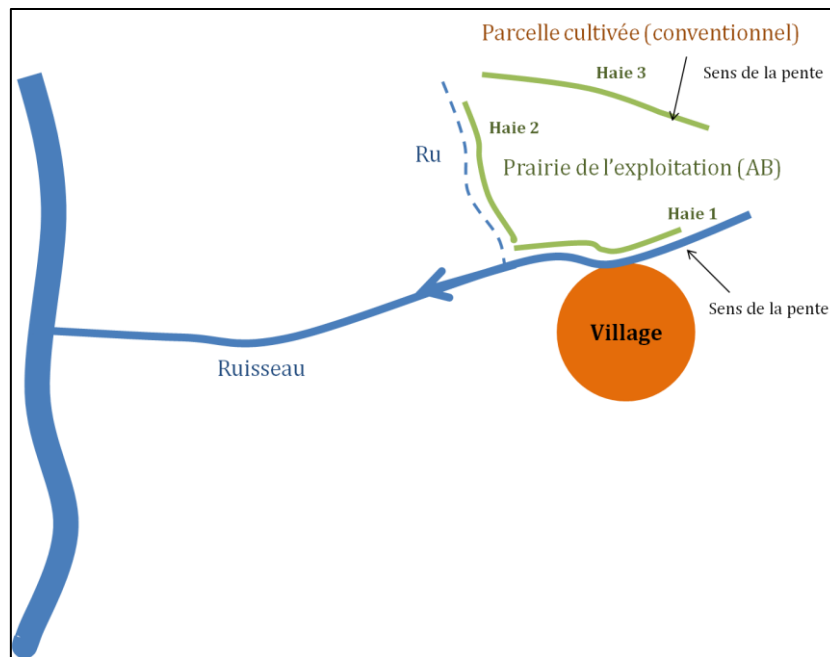 Parcelle cultivée (conventionnel)
Haie 3
Sens de la pente
Haie 2
Ru
Prairie de l’exploitation (AB)
Haie 1
Sens de la pente
Village
Ruisseau